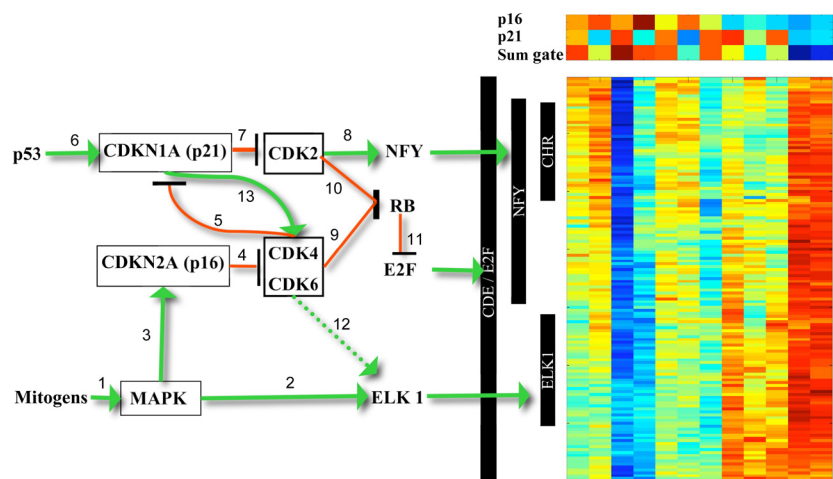 p16
p21
Sum gate
p53
6
CDKN1A (p21)
7
CDK2
8
NFY
13
10
RB
5
9
11
CDKN2A (p16)
4
CDK4
CDK6
E2F
3
12
Mitogens
1
MAPK
2
ELK 1
CDE / E2F
NFY
CHR
ELK1